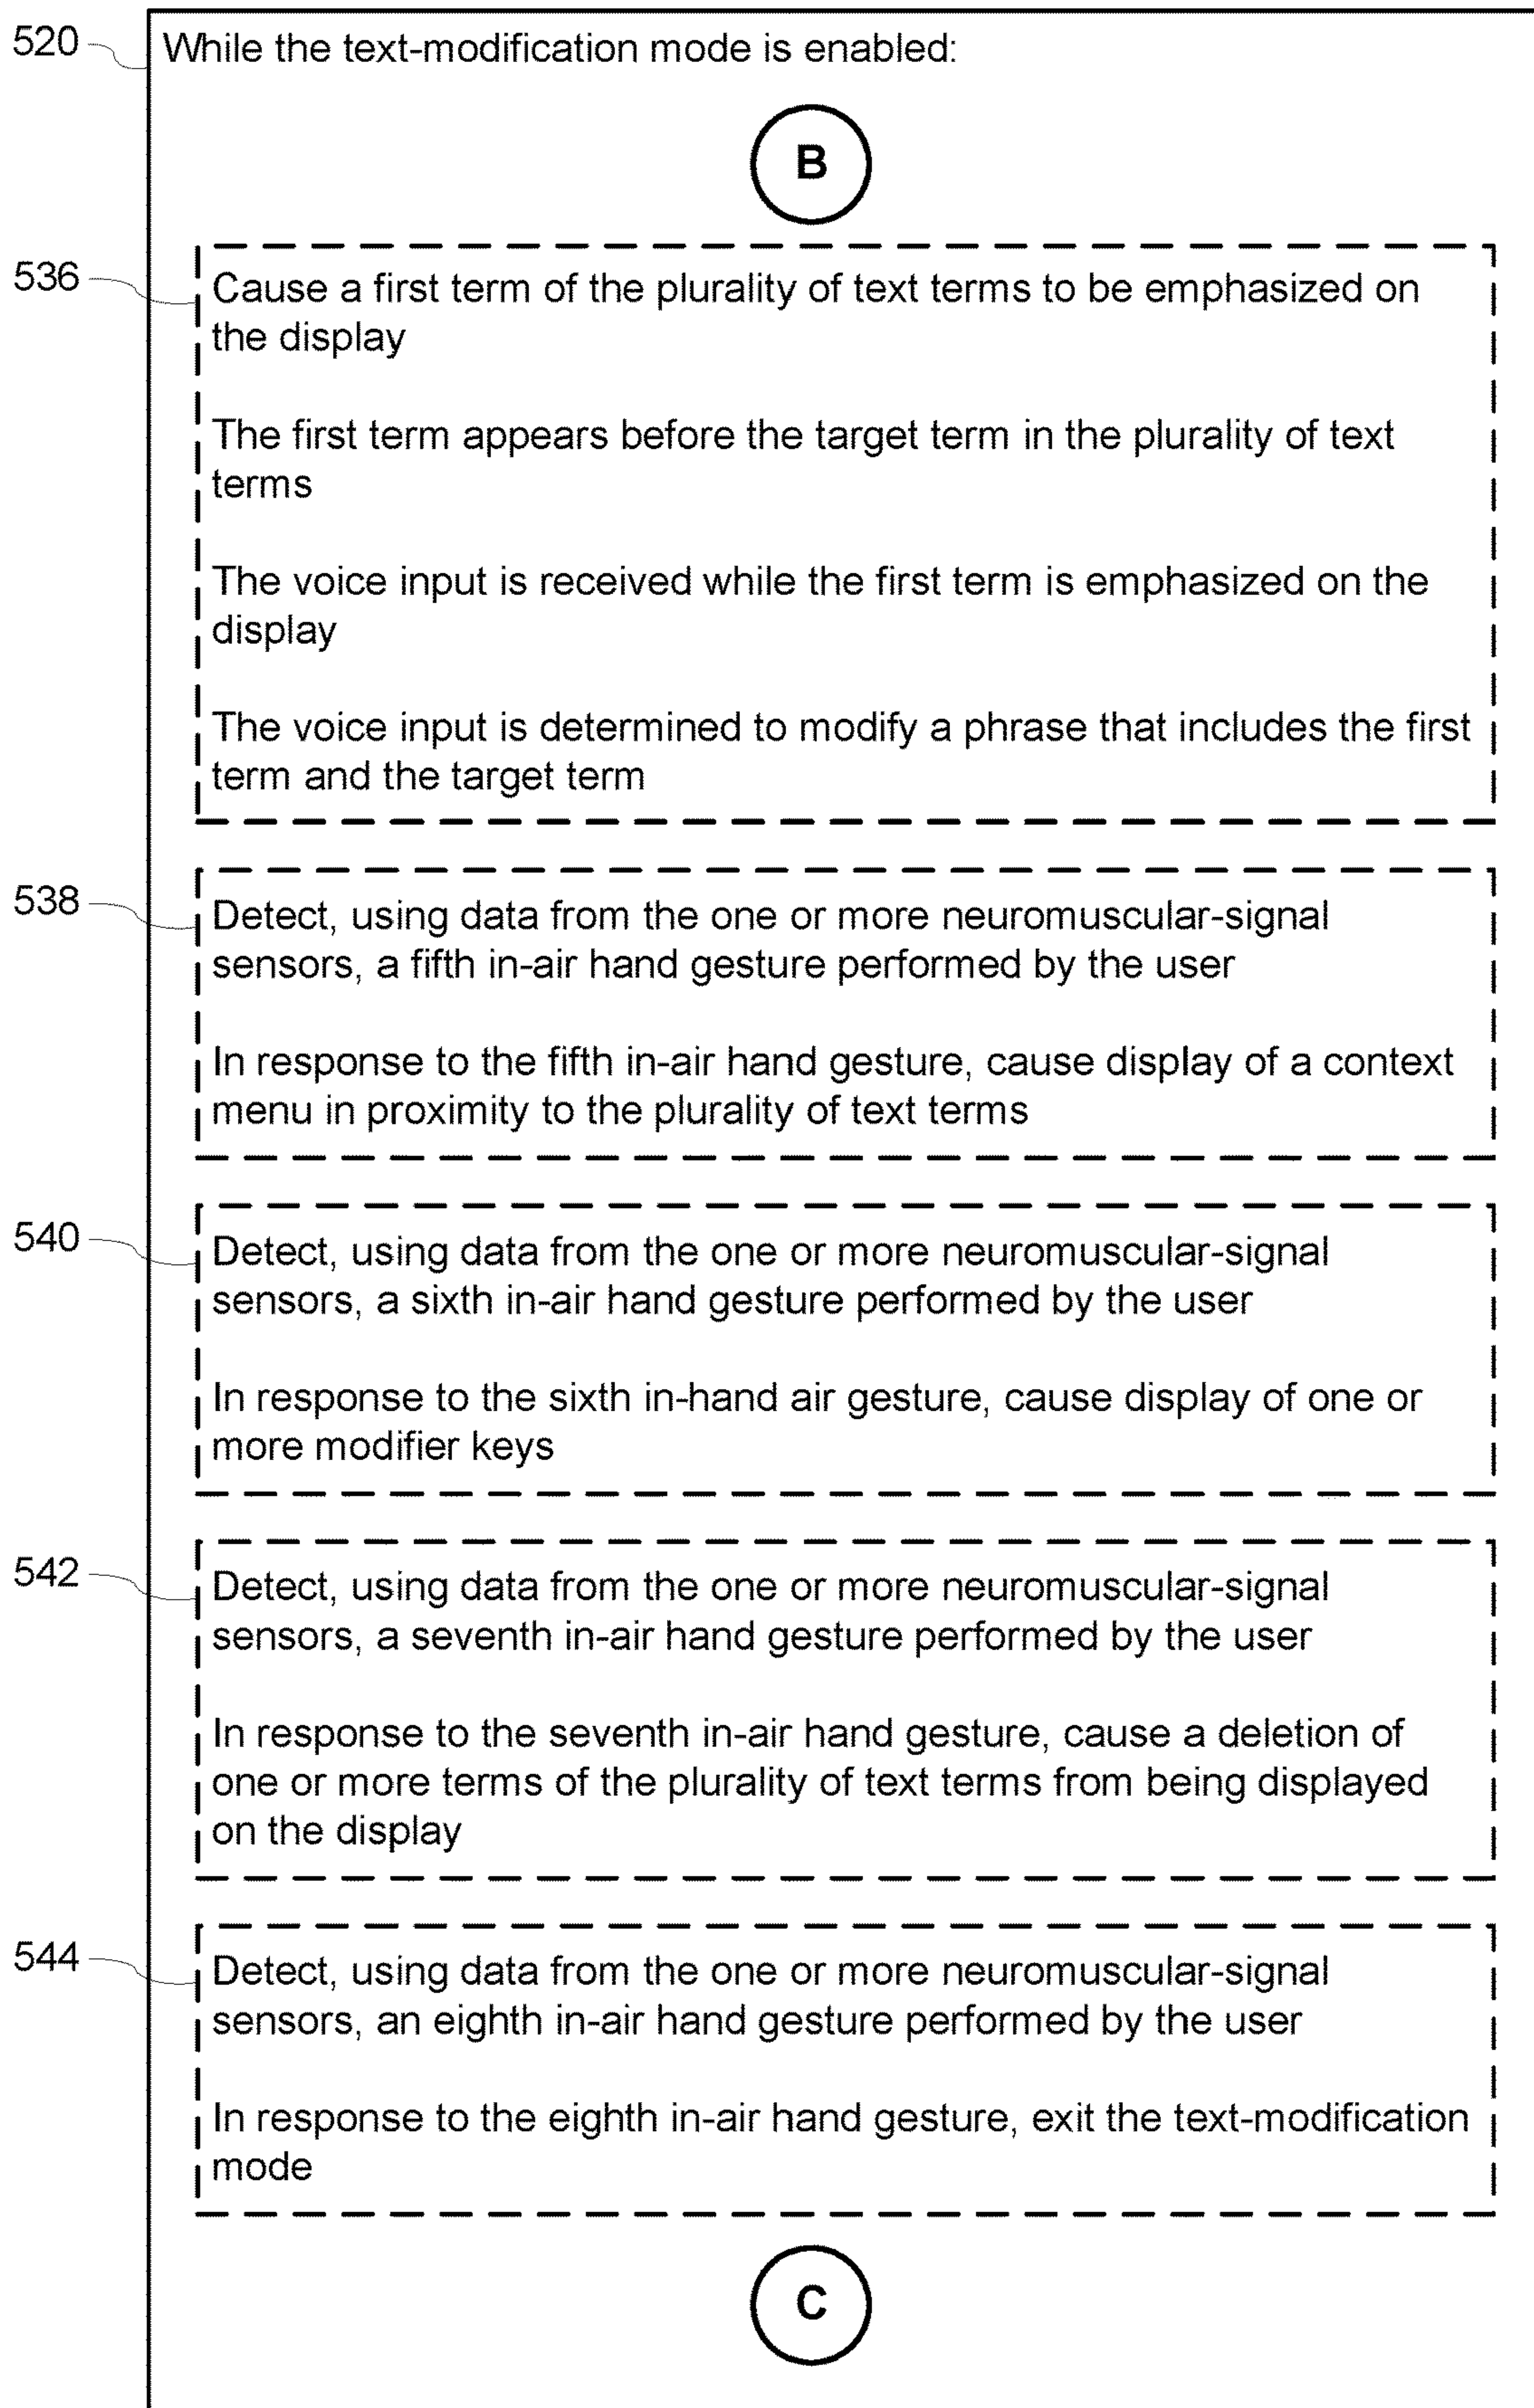 520
While the text-modification mode is enabled:
B
536
Cause a first term of the plurality of text terms to be emphasized on
the display
The first term appears before the target term in the plurality of text
terms
The voice input is received while the first term is emphasized on the
display
The voice input is determined to modify a phrase that includes the first
term and the target term
538
Detect, using data from the one or more neuromuscular-signal
sensors, a fifth in-air hand gesture performed by the user
In response to the fifth in-air hand gesture, cause display of a context
menu in proximity to the plurality of text terms
540
Detect, using data from the one or more neuromuscular-signal
sensors, a sixth in-air hand gesture performed by the user
In response to the sixth in-hand air gesture, cause display of one or
more modifier keys
542
Detect, using data from the one or more neuromuscular-signal
sensors, a seventh in-air hand gesture performed by the user
In response to the seventh in-air hand gesture, cause a deletion of
one or more terms of the plurality of text terms from being displayed
on the display
544
Detect, using data from the one or more neuromuscular-signal
sensors, an eighth in-air hand gesture performed by the user
In response to the eighth in-air hand gesture, exit the text-modification
mode
C